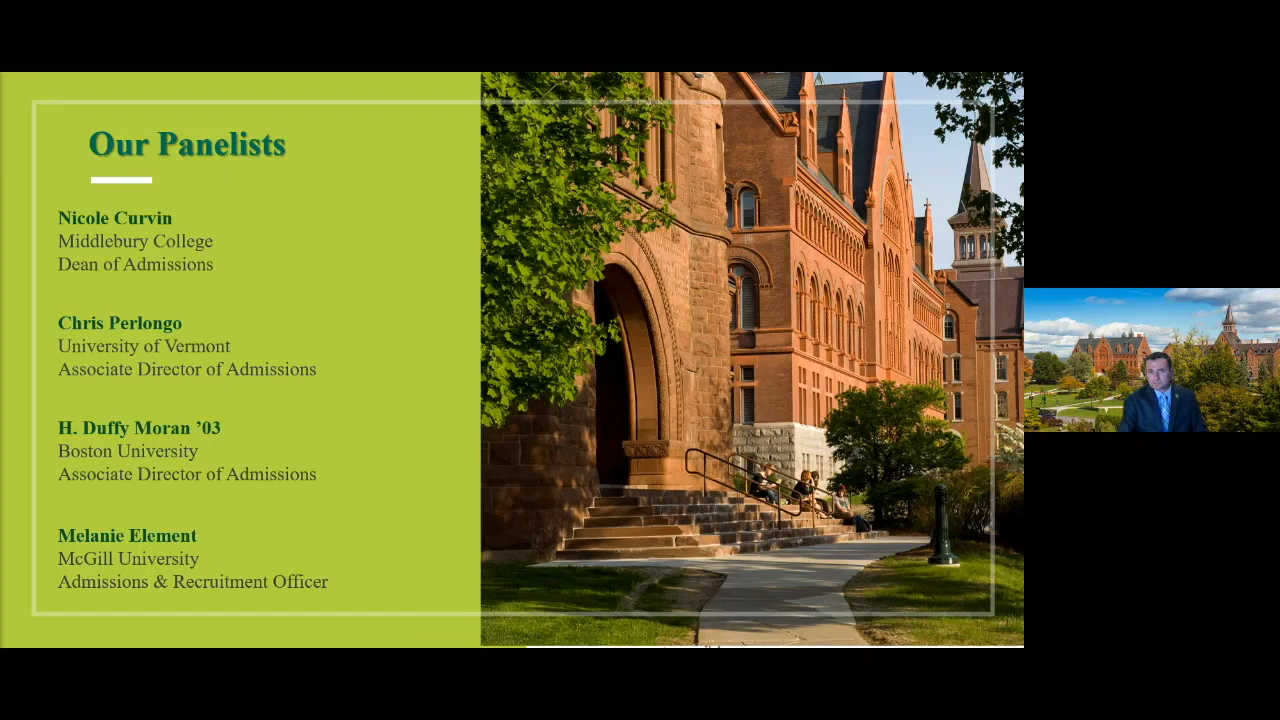 Our Panelists
Nicole Curvin
Middlebury College
Dean of Admissions
Chris Perlongo
University of Vermont
Associate Director of Admissions
H. Duffy Moran ’03
Boston University
Associate Director of Admissions
Melanie Element
McGill University
Admissions & Recruitment Officer